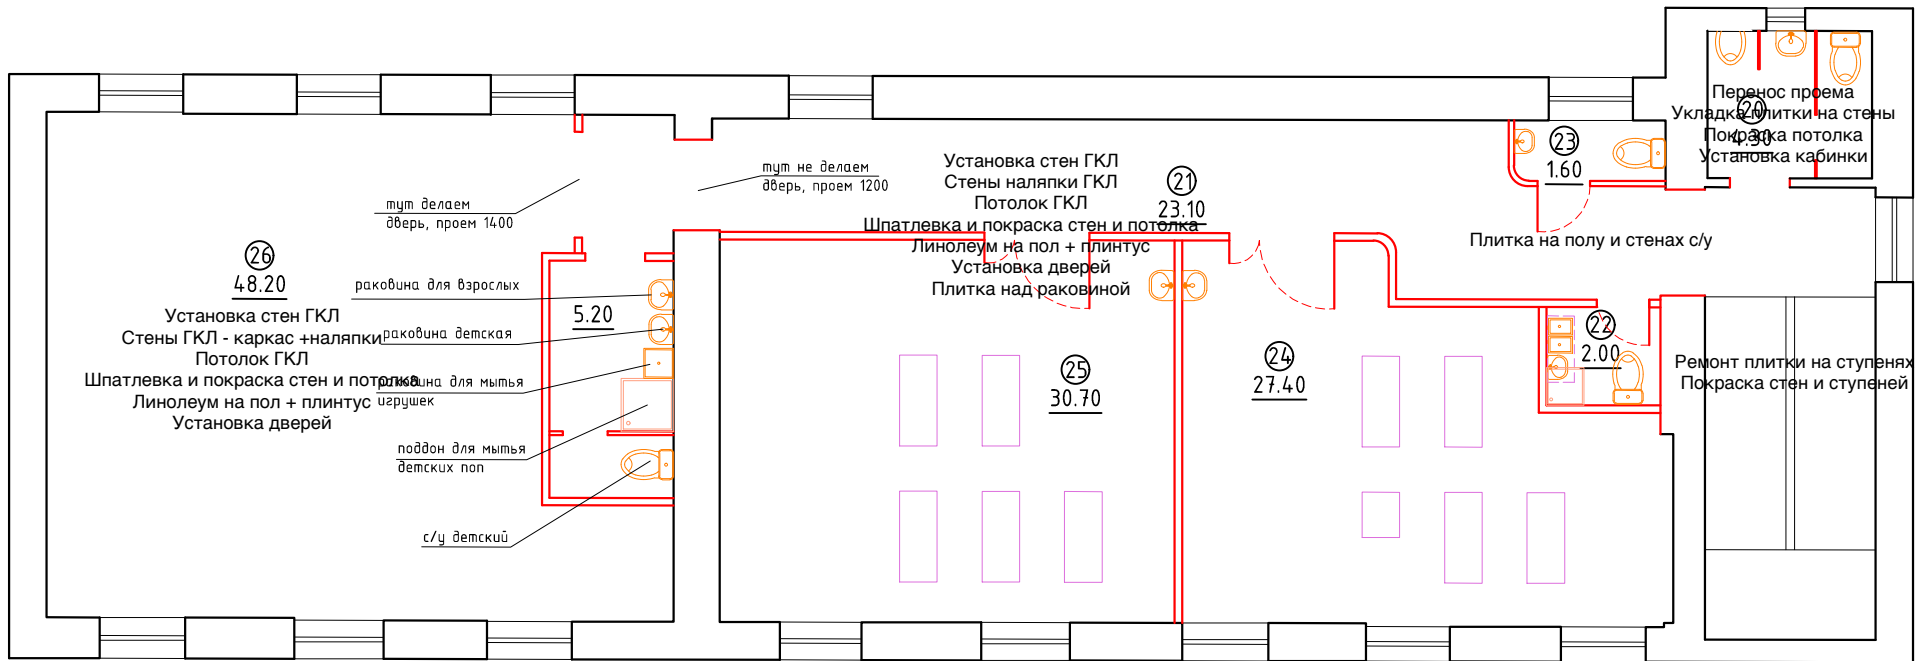 тут делаем
дверь, проем 1400
26
48.20
Установка стен ГКЛ
Стены ГКЛ - каркас +наляпки
Потолок ГКЛ
Шпатлевка и покраска стен и потолка
Линолеум на пол + плинтус
Установка дверей
раковина для взрослых
раковина детская
раковина для мытья
игрушек
поддон для мытья
детских поп
с/у детский
5.20
тут не делаем
дверь, проем 1200
Установка стен ГКЛ
Стены наляпки ГКЛ
Потолок ГКЛ
Шпатлевка и покраска стен и потолка
Линолеум на пол + плинтус
Установка дверей
Плитка над раковиной
21
23.10
25
30.70
24
27.40
23
1.60
Плитка на полу и стенах с/у
22
2.00
20
4.30
Перенос проема
Укладка плитки на стены
Покраска потолка
Установка кабинки
Ремонт плитки на ступенях
Покраска стен и ступеней